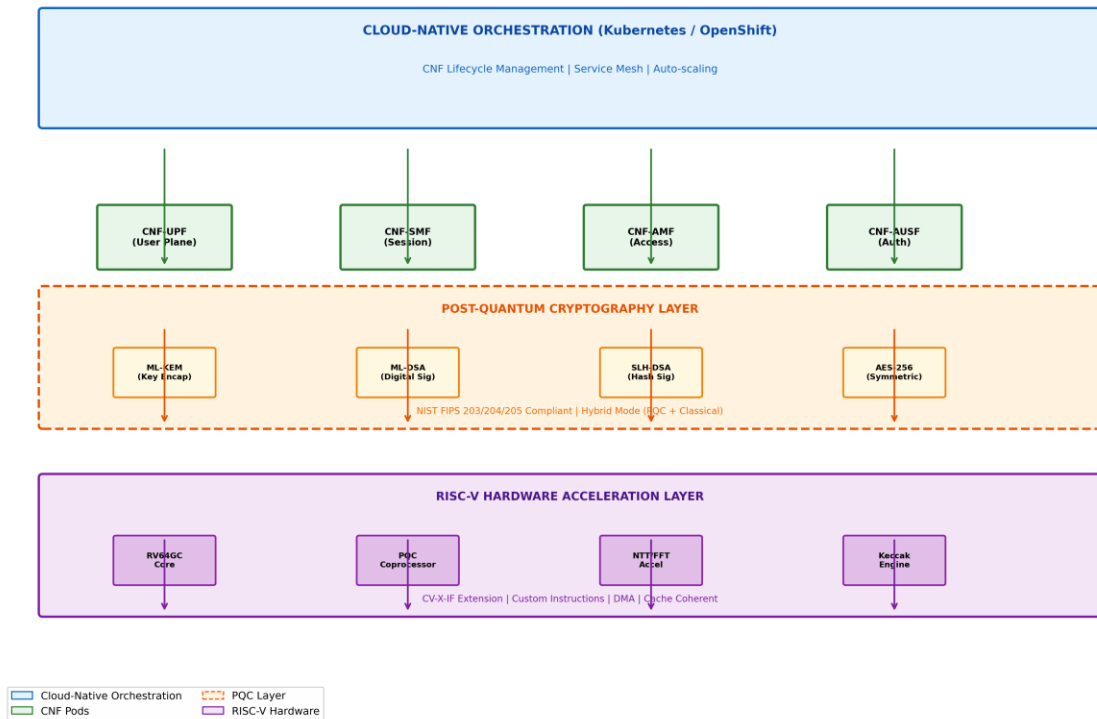 CLOUD-NATIVE ORCHESTRATION (Kubernetes / OpenShift)
CNF Lifecycle Management | Service Mesh | Auto-scaling
CNF-UPF
(User Plane)
CNF-SMF
(Session)
CNF-AMF
(Access)
CNF-AUSF
(Auth)
POST-QUANTUM CRYPTOGRAPHY LAYER
ML-KEM
(Key Encap)
ML-DSA
(Digital Sig)
SLH-DSA
(Hash Sig)
AES-256
(Symmetric)
NIST FIPS 203/204/205 Compliant | Hybrid Mode (PQC + Classical)
RISC-V HARDWARE ACCELERATION LAYER
RV64GC
Core
PQC
Coprocessor
NTT/FFT
Accel
Keccak
Engine
CV-X-IF Extension | Custom Instructions | DMA | Cache Coherent
Cloud-Native Orchestration
CNF Pods
PQC Layer
RISC-V Hardware